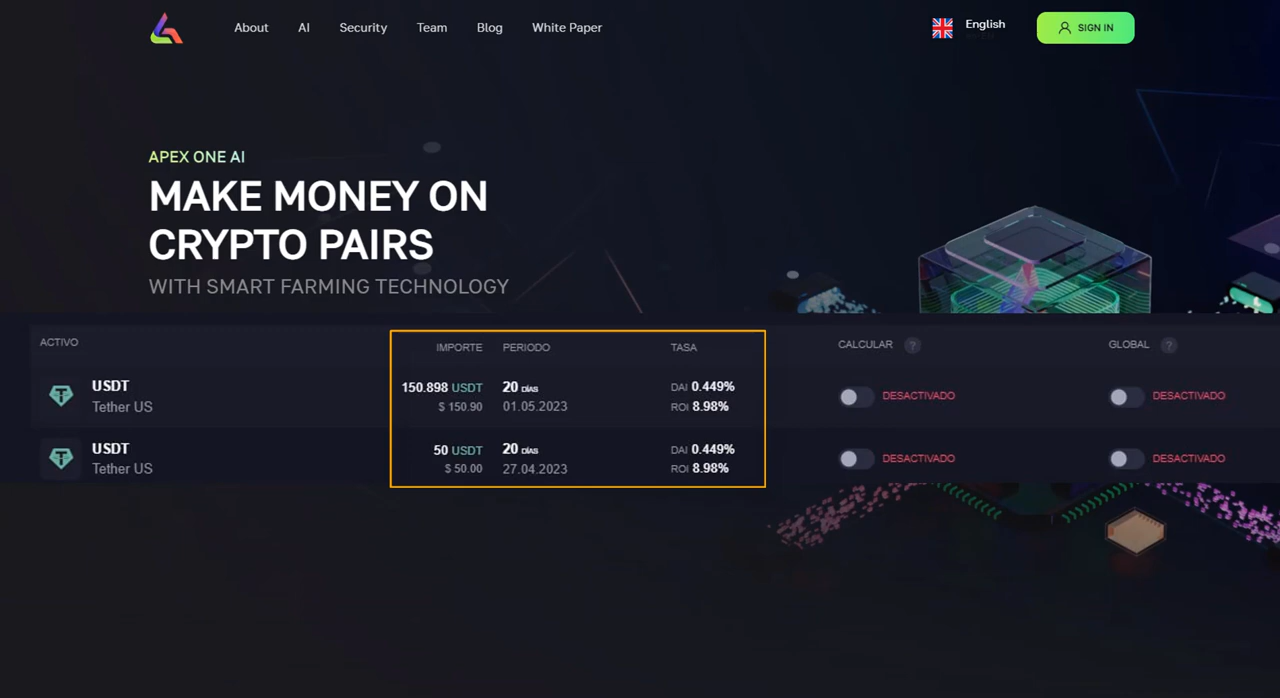 About AI Security Team Blog White Paper English SIGN IN
APEX ONE AI
MAKE MONEY ON
CRYPTO PAIRS
WITH SMART FARMING TECHNOLOGY
ACTIVO IMPORTE PERIODO TASA CALCULAR ? GLOBAL ?
USDT 150.898 USDT 20 DÍAS DAI 0.449% DESACTIVADO DESACTIVADO
Tether US $ 150.90 01.05.2023 ROI 8.98%
USDT 50 USDT 20 DÍAS DAI 0.449% DESACTIVADO DESACTIVADO
Tether US $ 50.00 27.04.2023 ROI 8.98%